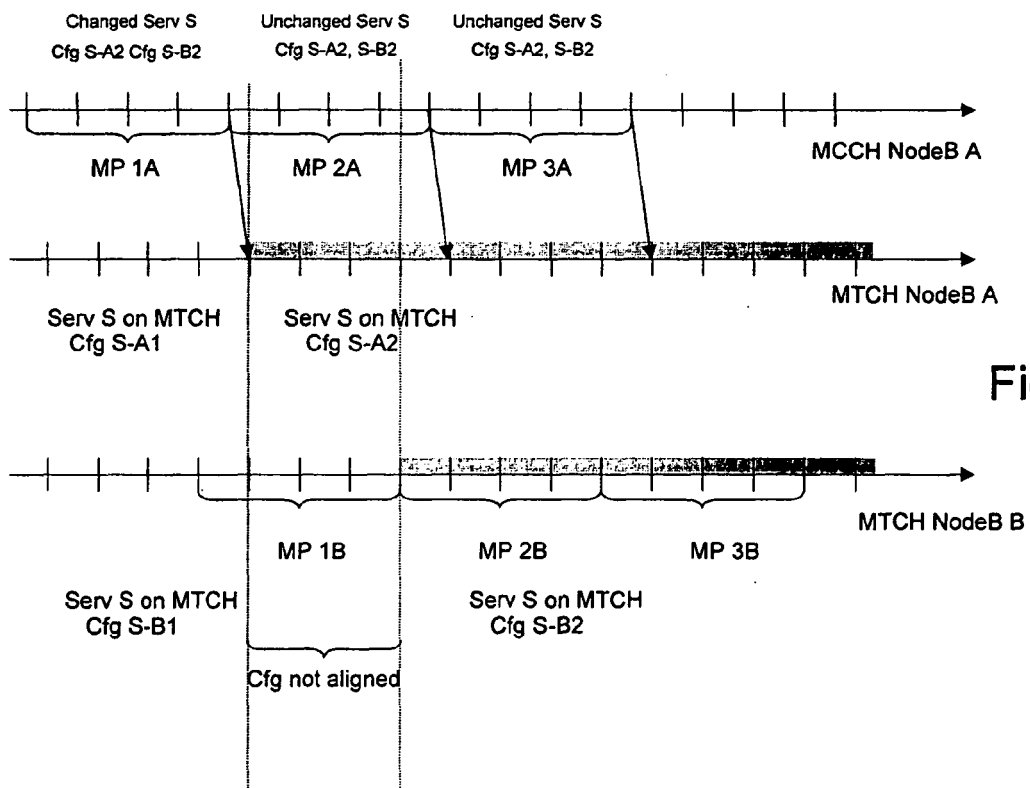 Changed Serv S
Cfg S-A2 Cfg S-B2
Unchanged Serv S
Cfg S-A2, S-B2
Unchanged Serv S
Cfg S-A2, S-B2
MP 1A
MP 2A
MP 3A
MCCH NodeB A
MTCH NodeB A
Serv S on MTCH
Cfg S-A1
Serv S on MTCH
Cfg S-A2
Fi
MTCH NodeB B
MP 1B
MP 2B
MP 3B
Serv S on MTCH
Cfg S-B1
Serv S on MTCH
Cfg S-B2
Cfg not aligned